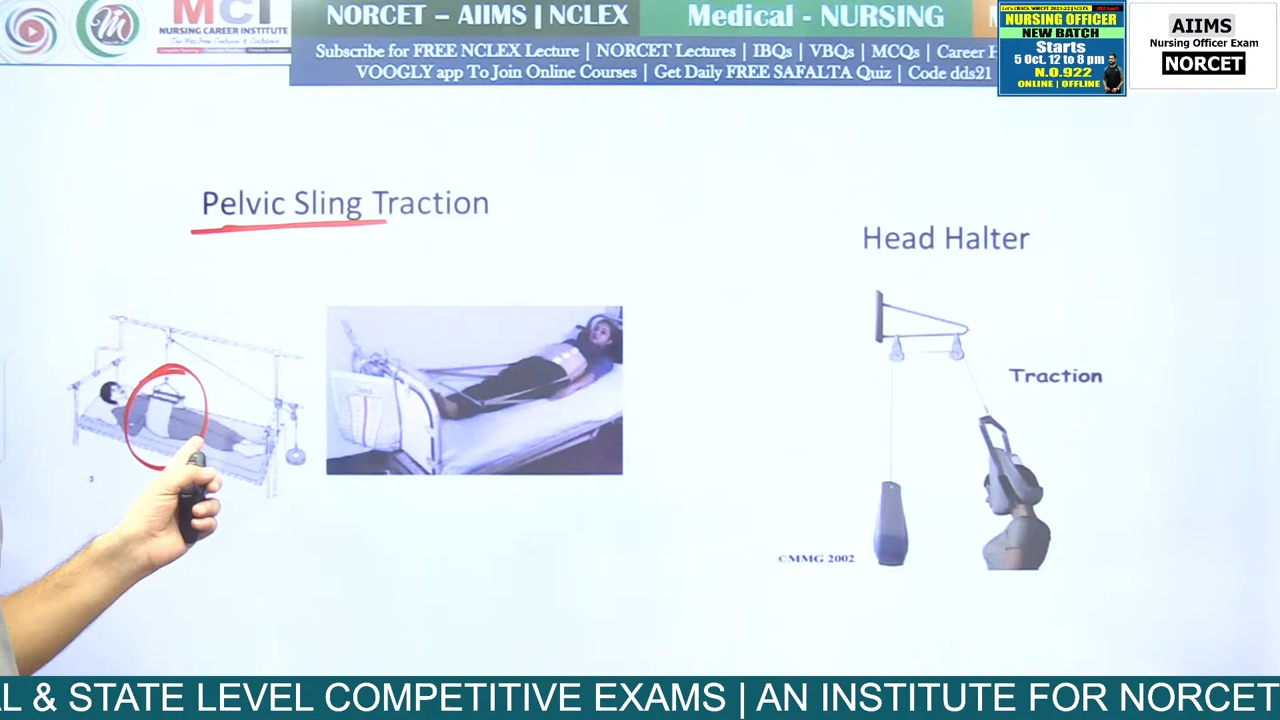 MCI
NURSING CAREER INSTITUTE
NORCET – AIIMS | NCLEX
Medical - NURSING
Subscribe for FREE NCLEX Lecture | NORCET Lectures | IBQs | VBQs | MCQs | Career
VOOGLY app To Join Online Courses | Get Daily FREE SAFALTA Quiz | Code dds21
NURSING OFFICER
NEW BATCH
Starts
5 Oct. 12 to 8 pm
N.O.922
ONLINE | OFFLINE
AIIMS
Nursing Officer Exam
NORCET
Pelvic Sling Traction
Head Halter
Traction
©MMG 2002
L & STATE LEVEL COMPETITIVE EXAMS | AN INSTITUTE FOR NORCET